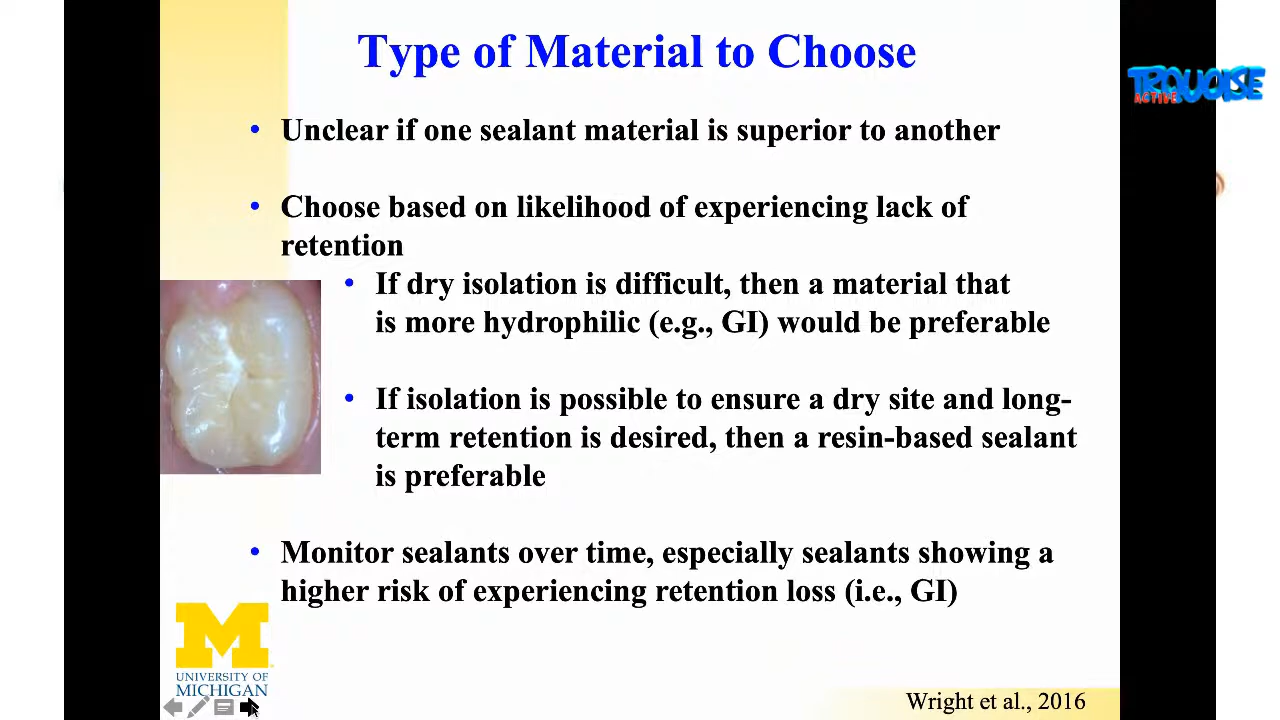 Type of Material to Choose
TRQUOISE
ACTIVE
• Unclear if one sealant material is superior to another
• Choose based on likelihood of experiencing lack of
retention
• If dry isolation is difficult, then a material that
is more hydrophilic (e.g., GI) would be preferable
• If isolation is possible to ensure a dry site and long-
term retention is desired, then a resin-based sealant
is preferable
• Monitor sealants over time, especially sealants showing a
higher risk of experiencing retention loss (i.e., GI)
M
UNIVERSITY OF
MICHIGAN
Wright et al., 2016